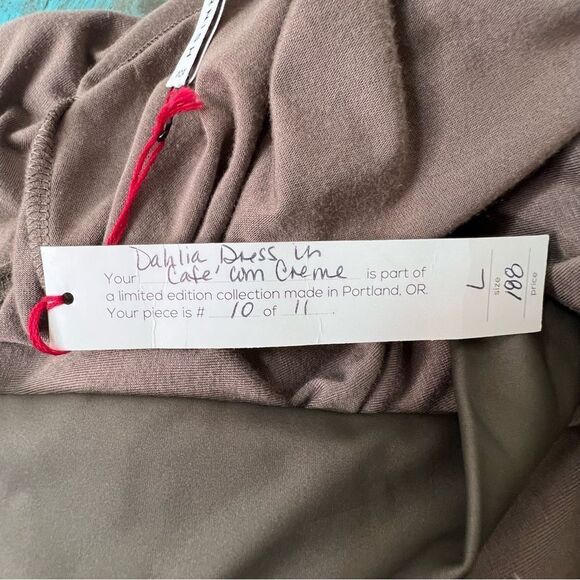 Dahlia Dress in
Your Cafe' com Creme is part of
a limited edition collection made in Portland, OR.
Your piece is # 10 of 11
L
size
188
price